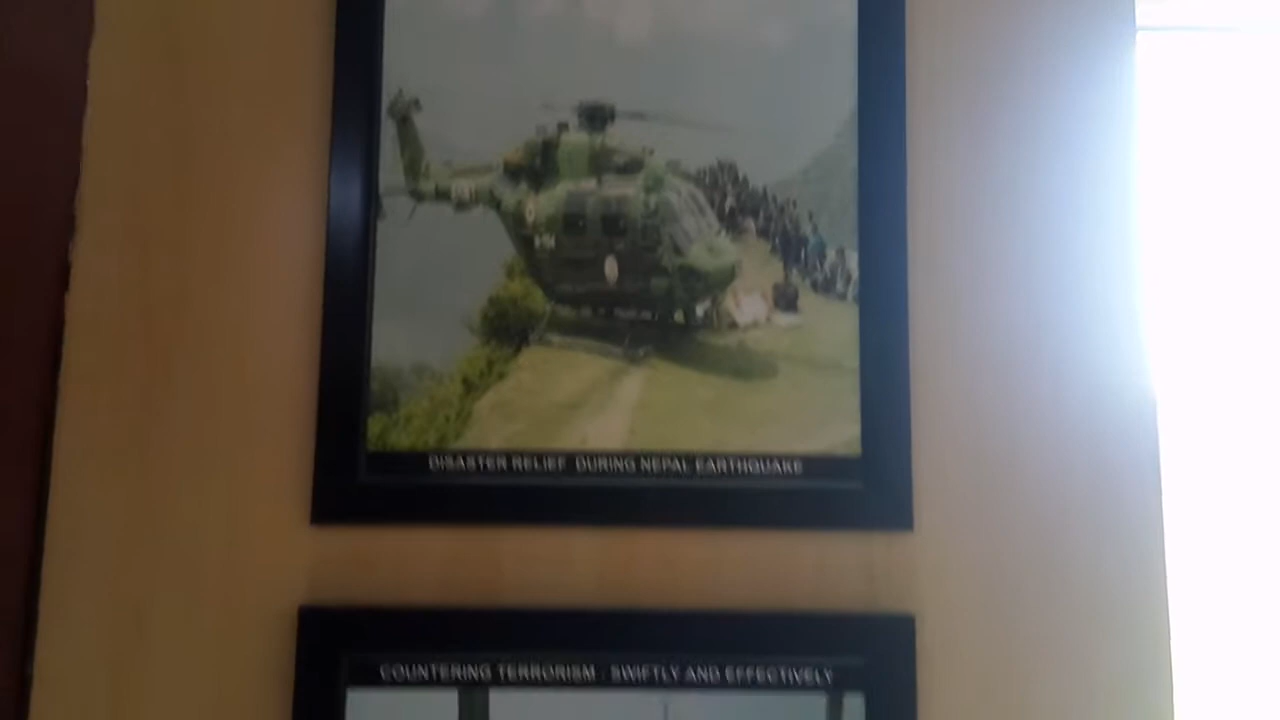 DISASTER RELIEF DURING NEPAL EARTHQUAKE
COUNTERING TERRORISM - SWIFTLY AND EFFECTIVELY